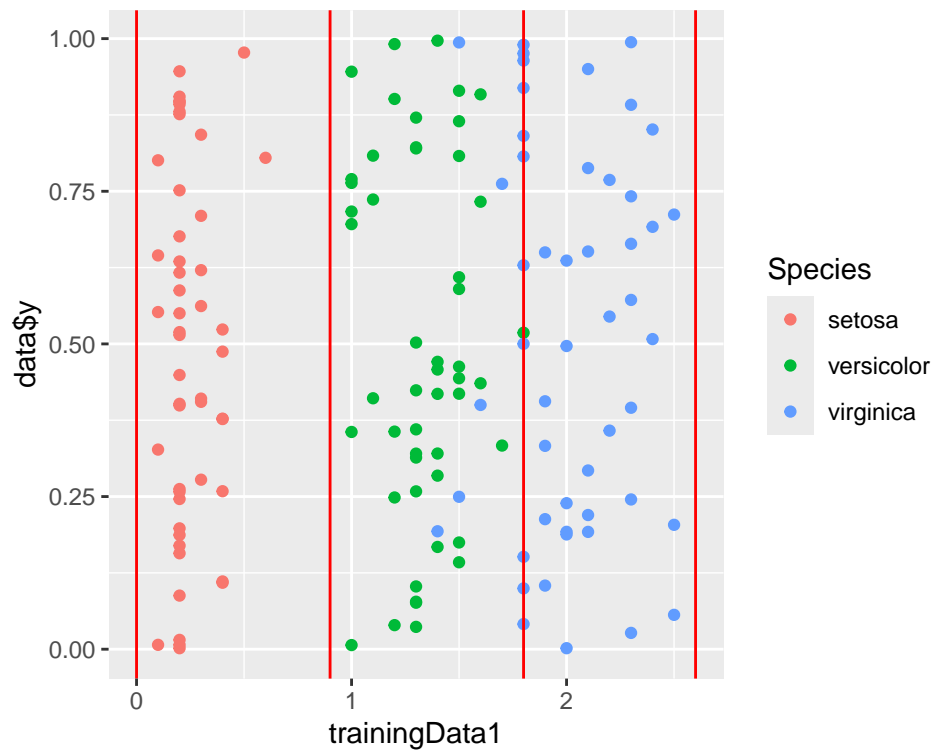 1.00
0.75
0.50
0.25
0.00
data$y
0 1 2
trainingData1
Species
setosa
versicolor
virginica